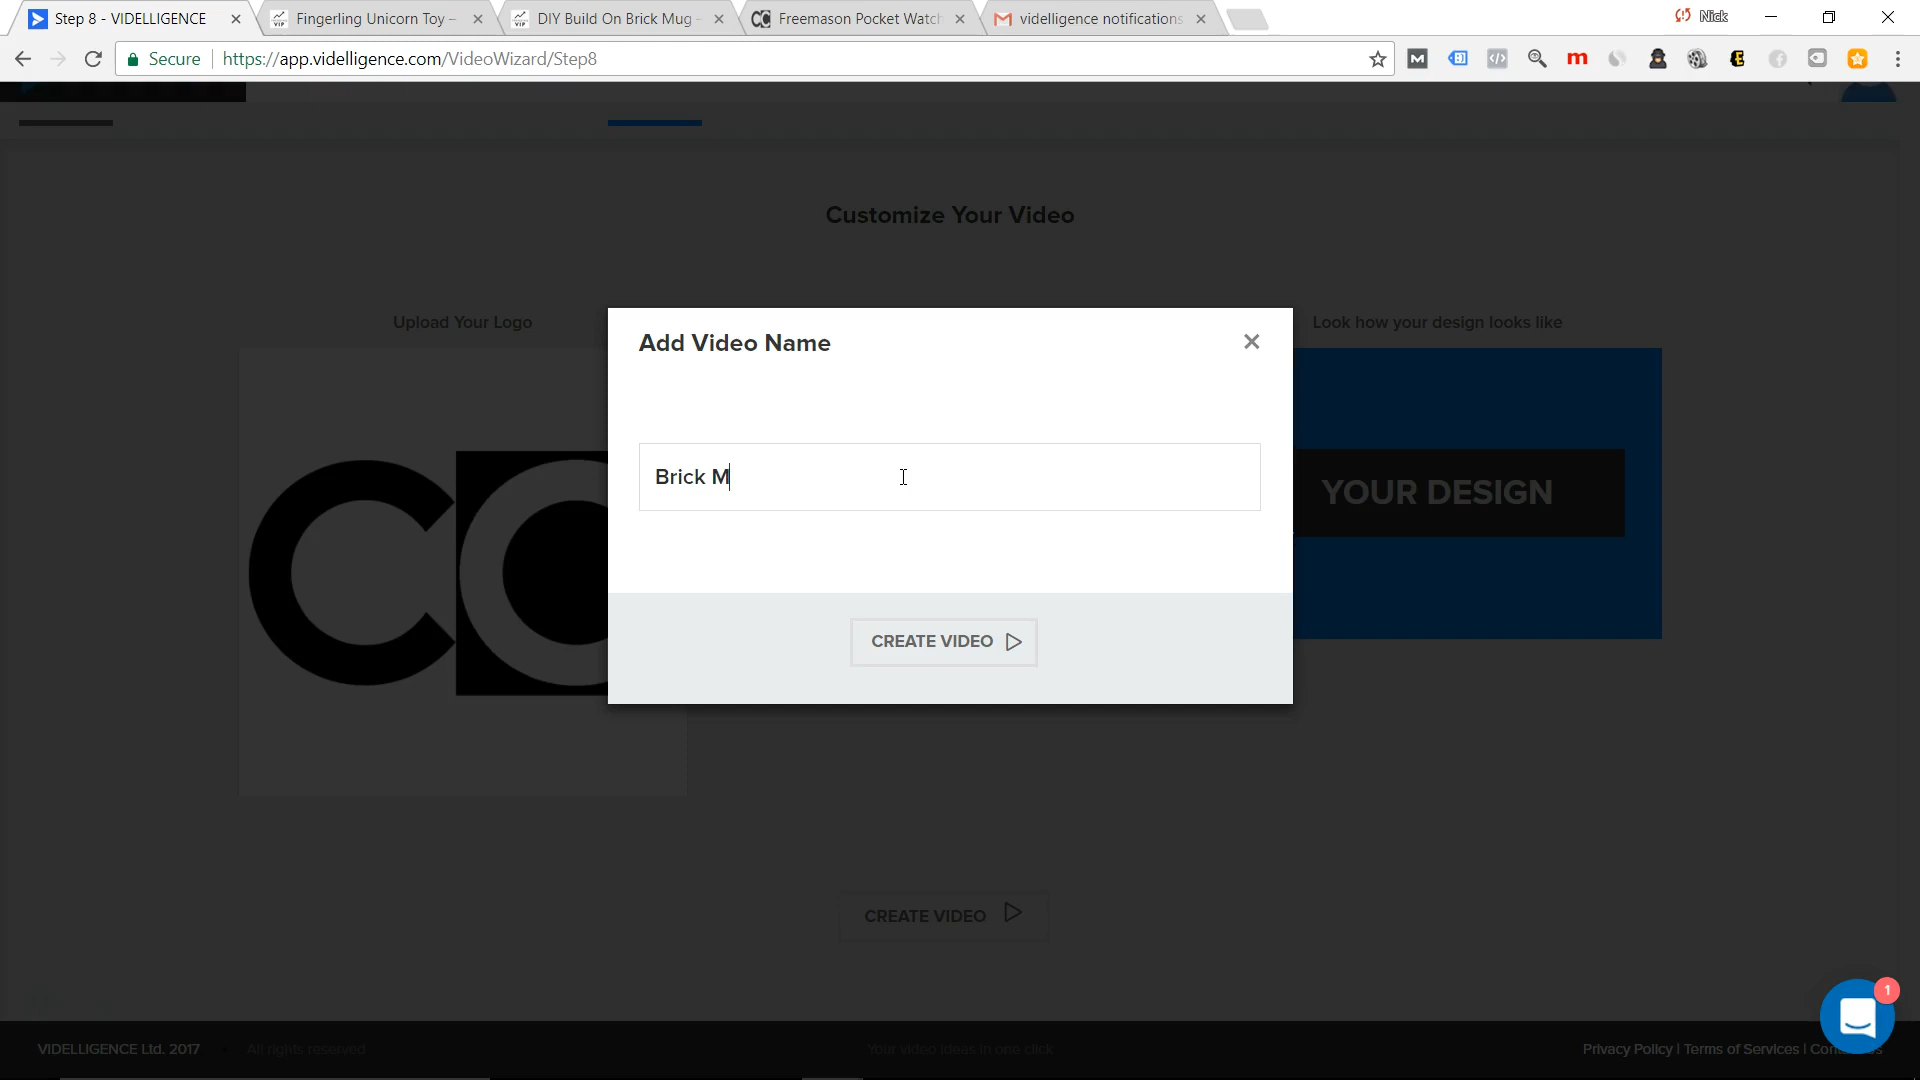 Step 8 - VIDELLIGENCE
Fingerling Unicorn Toy –
DIY Build On Brick Mug -
CC Freemason Pocket Watch
videlligence notifications
Nick
Secure
https://app.videlligence.com/VideoWizard/Step8
Customize Your Video
Upload Your Logo
Look how your design looks like
CC
YOUR DESIGN
Add Video Name
Brick M
CREATE VIDEO
CREATE VIDEO
1
VIDELLIGENCE Ltd. 2017
All rights reserved
Your video ideas in one click
Privacy Policy | Terms of Services |